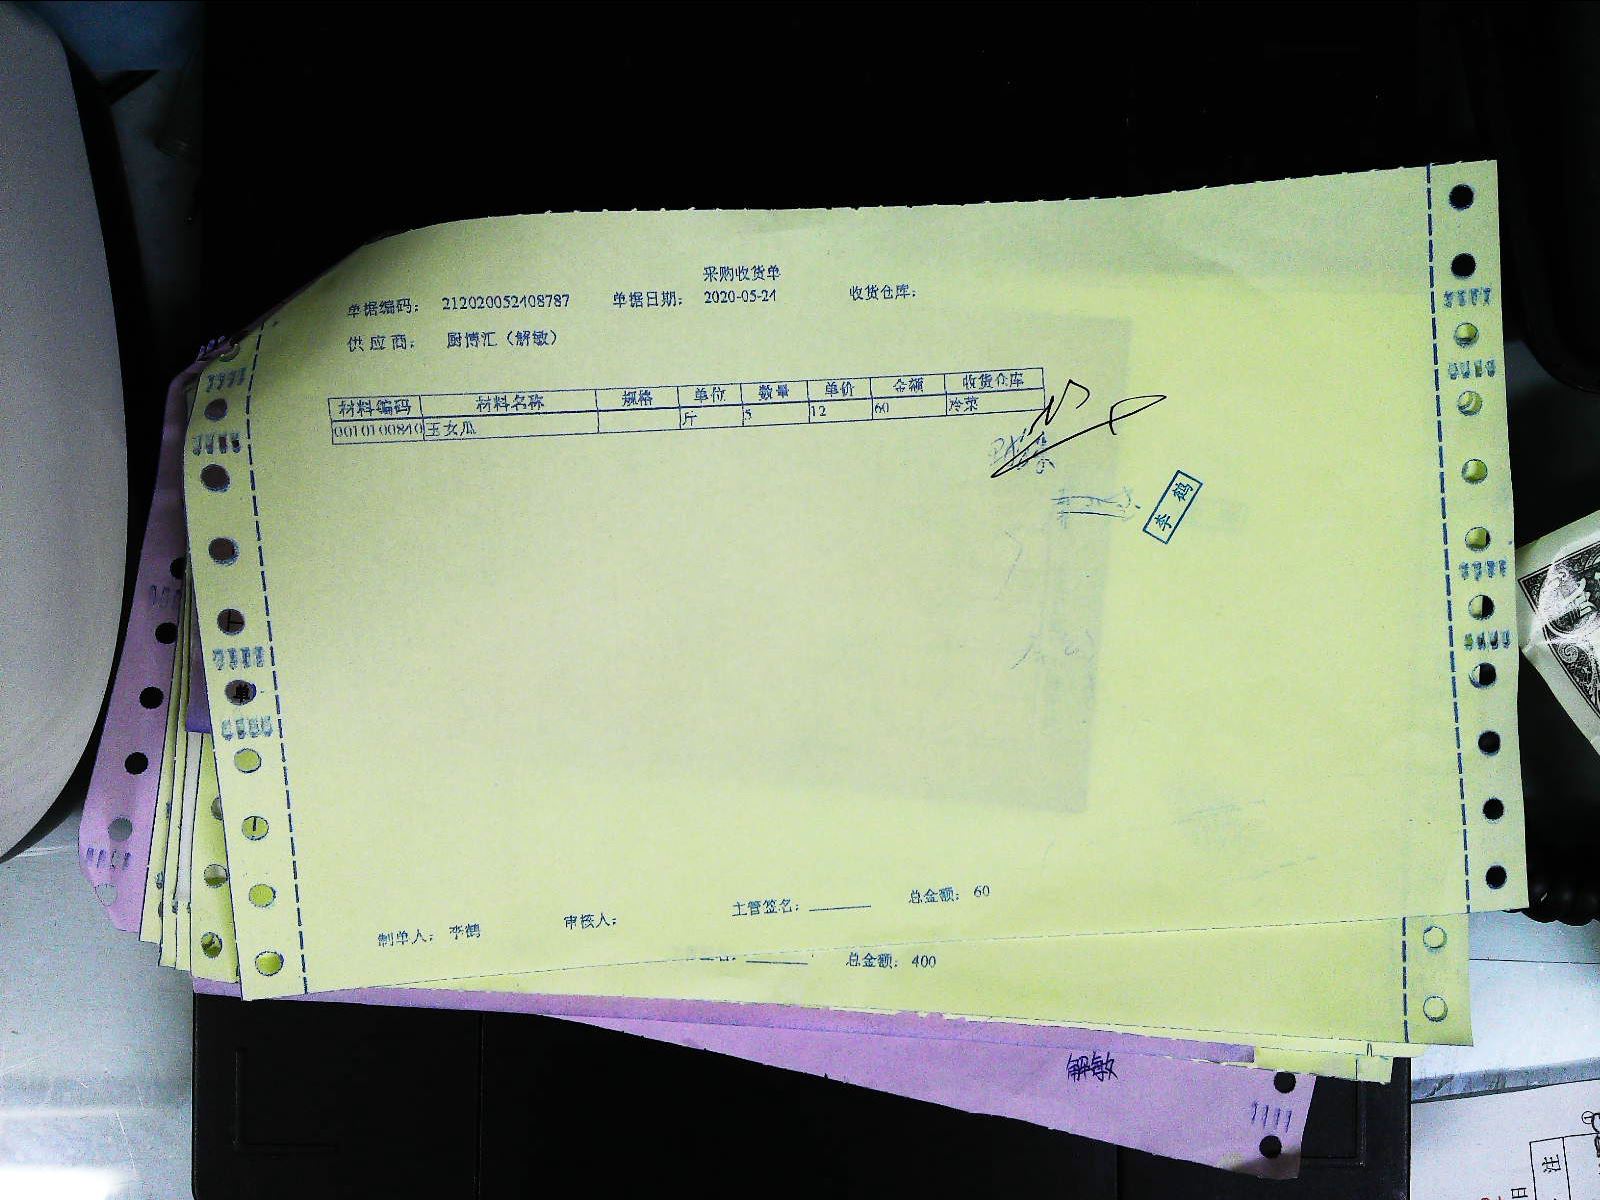 采购收货单
单据编码： 212020052408787 单据日期： 2020-05-24 收货仓库：
供应商： 厨博汇（解敏）
材料编码 材料名称 规格 单位 数量 单价 金额 收货仓库
0010100840 玉女瓜 斤 5 12 60 冷菜
李鹤
制单人： 李鹤 审核人： 主管签名：______ 总金额： 60
总金额： 400
解敏
日 注